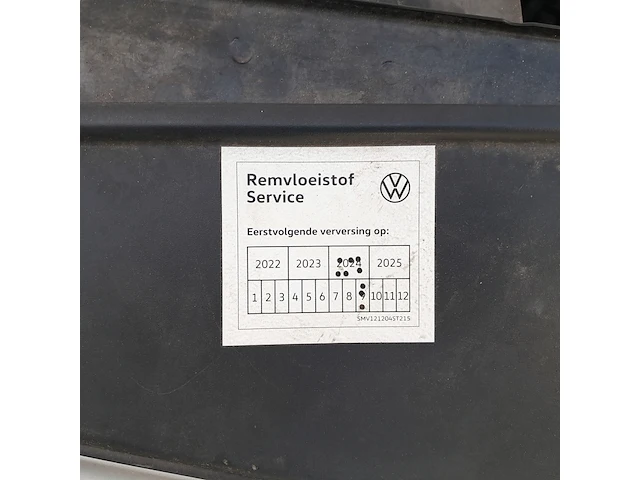 Remvloeistof
Service
Eerstvolgende verversing op:
2022 2023 2024 2025
1 2 3 4 5 6 7 8 9 10 11 12
5MV121204ST215